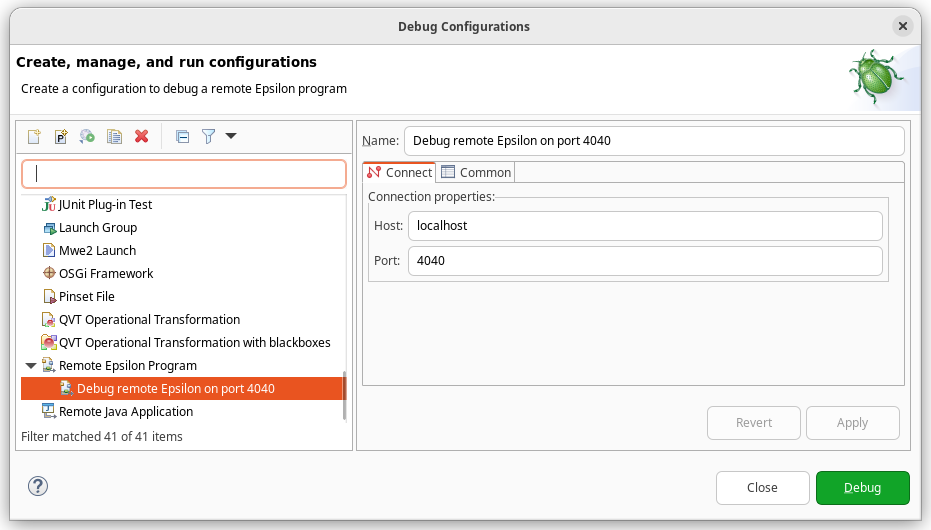 Debug Configurations
Create, manage, and run configurations
Create a configuration to debug a remote Epsilon program
JUnit Plug-in Test
Launch Group
Mwe2 Launch
OSGi Framework
Pinset File
QVT Operational Transformation
QVT Operational Transformation with blackboxes
Remote Epsilon Program
Debug remote Epsilon on port 4040
Remote Java Application
Filter matched 41 of 41 items
Name: Debug remote Epsilon on port 4040
Connect Common
Connection properties:
Host: localhost
Port: 4040
Revert Apply
Close Debug